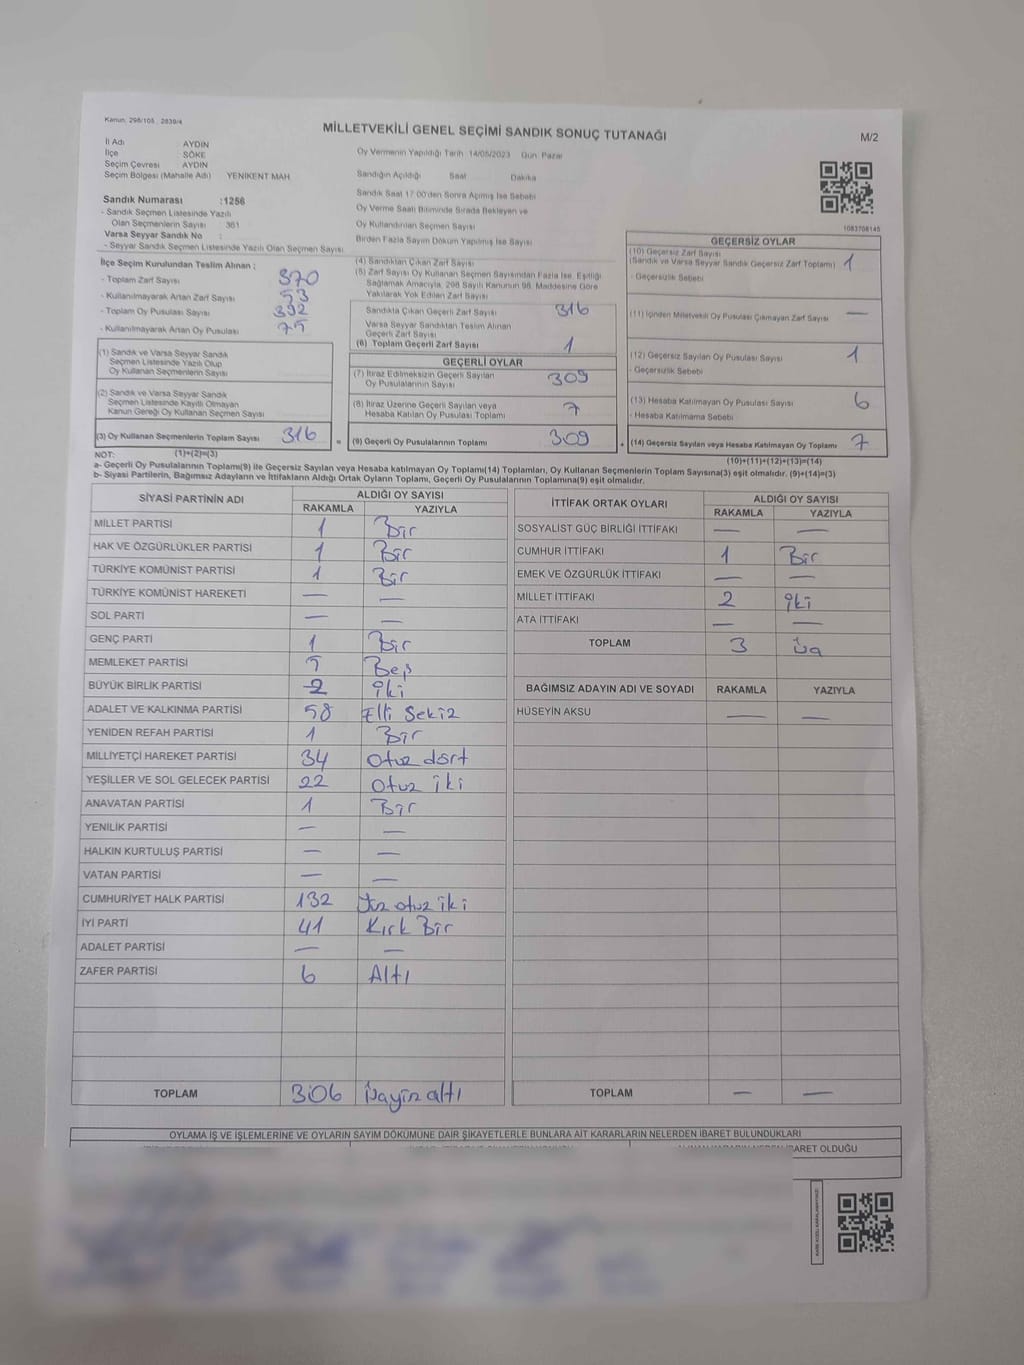 Kanun: 298/105 , 2839/4
MİLLETVEKİLİ GENEL SEÇİMİ SANDIK SONUÇ TUTANAĞI
M/2
İl Adı : AYDIN
İlçe : SÖKE
Seçim Çevresi : AYDIN
Seçim Bölgesi (Mahalle Adı) YENİKENT MAH.
Sandık Numarası :1256
- Sandık Seçmen Listesinde Yazılı
Olan Seçmenlerin Sayısı 361
Varsa Seyyar Sandık No :
- Seyyar Sandık Seçmen Listesinde Yazılı Olan Seçmen Sayısı
Oy Vermenin Yapıldığı Tarih 14/05/2023 Gün Pazar
Sandığın Açıldığı Saat Dakika
Sandık Saat 17:00'den Sonra Açılmış İse Sebebi
Oy Verme Saati Bitiminde Sırada Bekleyen ve
Oy Kullandırılan Seçmen Sayısı
Birden Fazla Sayım Döküm Yapılmış İse Sayısı
1083708145
İlçe Seçim Kurulundan Teslim Alınan :
- Toplam Zarf Sayısı 370
- Kullanılmayarak Artan Zarf Sayısı 53
- Toplam Oy Pusulası Sayısı 392
- Kullanılmayarak Artan Oy Pusulası 75
(1) Sandık ve Varsa Seyyar Sandık
Seçmen Listesinde Yazılı Olup
Oy Kullanan Seçmenlerin Sayısı
(2) Sandık ve Varsa Seyyar Sandık
Seçmen Listesinde Kayıtlı Olmayan
Kanun Gereği Oy Kullanan Seçmen Sayısı
(3) Oy Kullanan Seçmenlerin Toplam Sayısı 316 =
(4) Sandıktan Çıkan Zarf Sayısı
(5) Zarf Sayısı Oy Kullanan Seçmen Sayısından Fazla İse, Eşitliği
Sağlamak Amacıyla, 298 Sayılı Kanunun 98. Maddesine Göre
Yakılarak Yok Edilen Zarf Sayısı
Sandıkta Çıkan Geçerli Zarf Sayısı 316
Varsa Seyyar Sandıktan Teslim Alınan
Geçerli Zarf Sayısı
(6) Toplam Geçerli Zarf Sayısı 1
GEÇERLİ OYLAR
(7) İtiraz Edilmeksizin Geçerli Sayılan
Oy Pusulalarının Sayısı 309
(8) İtiraz Üzerine Geçerli Sayılan veya
Hesaba Katılan Oy Pusulası Toplamı 7
(9) Geçerli Oy Pusulalarının Toplamı 309 +
GEÇERSİZ OYLAR
(10) Geçersiz Zarf Sayısı
(Sandık ve Varsa Seyyar Sandık Geçersiz Zarf Toplamı) 1
- Geçersizlik Sebebi
(11) İçinden Milletvekili Oy Pusulası Çıkmayan Zarf Sayısı —
(12) Geçersiz Sayılan Oy Pusulası Sayısı 1
- Geçersizlik Sebebi
(13) Hesaba Katılmayan Oy Pusulası Sayısı 6
- Hesaba Katılmama Sebebi
(14) Geçersiz Sayılan veya Hesaba Katılmayan Oy Toplamı 7
NOT: (1)+(2)=(3)
(10)+(11)+(12)+(13)=(14)
a- Geçerli Oy Pusulalarının Toplamı(9) ile Geçersiz Sayılan veya Hesaba katılmayan Oy Toplamı(14) Toplamları, Oy Kullanan Seçmenlerin Toplam Sayısına(3) eşit olmalıdır. (9)+(14)=(3)
b- Siyasi Partilerin, Bağımsız Adayların ve İttifakların Aldığı Ortak Oyların Toplamı, Geçerli Oy Pusulalarının Toplamına(9) eşit olmalıdır.
SİYASİ PARTİNİN ADI ALDIĞI OY SAYISI
RAKAMLA YAZIYLA
MİLLET PARTİSİ 1 Bir
HAK VE ÖZGÜRLÜKLER PARTİSİ 1 Bir
TÜRKİYE KOMÜNİST PARTİSİ 1 Bir
TÜRKİYE KOMÜNİST HAREKETİ — —
SOL PARTİ — —
GENÇ PARTİ 1 Bir
MEMLEKET PARTİSİ 5 Beş
BÜYÜK BİRLİK PARTİSİ 2 iki
ADALET VE KALKINMA PARTİSİ 58 Elli Sekiz
YENİDEN REFAH PARTİSİ 1 Bir
MİLLİYETÇİ HAREKET PARTİSİ 34 Otuz dört
YEŞİLLER VE SOL GELECEK PARTİSİ 22 Otuz iki
ANAVATAN PARTİSİ 1 Bir
YENİLİK PARTİSİ — —
HALKIN KURTULUŞ PARTİSİ — —
VATAN PARTİSİ — —
CUMHURİYET HALK PARTİSİ 132 Yüz otuz iki
İYİ PARTİ 41 Kırk Bir
ADALET PARTİSİ — —
ZAFER PARTİSİ 6 Altı
TOPLAM 306 üçyüz altı
İTTİFAK ORTAK OYLARI ALDIĞI OY SAYISI
RAKAMLA YAZIYLA
SOSYALİST GÜÇ BİRLİĞİ İTTİFAKI — —
CUMHUR İTTİFAKI 1 Bir
EMEK VE ÖZGÜRLÜK İTTİFAKI — —
MİLLET İTTİFAKI 2 iki
ATA İTTİFAKI — —
TOPLAM 3 üç
BAĞIMSIZ ADAYIN ADI VE SOYADI RAKAMLA YAZIYLA
HÜSEYİN AKSU — —
TOPLAM — —
OYLAMA İŞ VE İŞLEMLERİNE VE OYLARIN SAYIM DÖKÜMÜNE DAİR ŞİKAYETLERLE BUNLARA AİT KARARLARIN NELERDEN İBARET BULUNDUKLARI
İBARET OLDUĞU